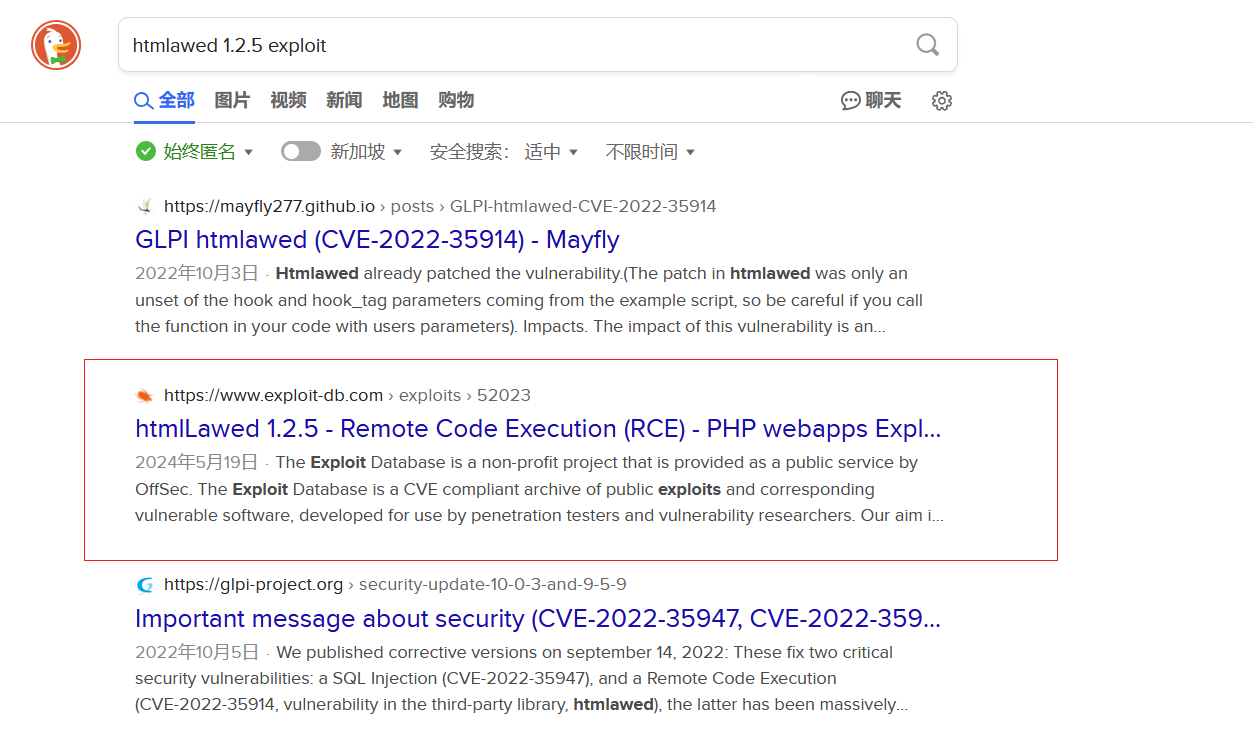 htmlawed 1.2.5 exploit
全部 图片 视频 新闻 地图 购物 聊天
始终匿名 新加坡 安全搜索： 适中 不限时间
https://mayfly277.github.io › posts › GLPI-htmlawed-CVE-2022-35914
GLPI htmlawed (CVE-2022-35914) - Mayfly
2022年10月3日 · Htmlawed already patched the vulnerability.(The patch in htmlawed was only an
unset of the hook and hook_tag parameters coming from the example script, so be careful if you call
the function in your code with users parameters). Impacts. The impact of this vulnerability is an...
https://www.exploit-db.com › exploits › 52023
htmlLawed 1.2.5 - Remote Code Execution (RCE) - PHP webapps Expl...
2024年5月19日 · The Exploit Database is a non-profit project that is provided as a public service by
OffSec. The Exploit Database is a CVE compliant archive of public exploits and corresponding
vulnerable software, developed for use by penetration testers and vulnerability researchers. Our aim i...
https://glpi-project.org › security-update-10-0-3-and-9-5-9
Important message about security (CVE-2022-35947, CVE-2022-359...
2022年10月5日 · We published corrective versions on september 14, 2022: These fix two critical
security vulnerabilities: a SQL Injection (CVE-2022-35947), and a Remote Code Execution
(CVE-2022-35914, vulnerability in the third-party library, htmlawed), the latter has been massively...